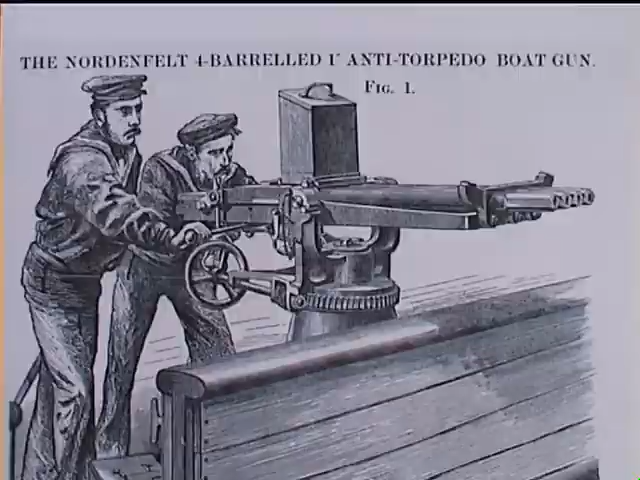 THE NORDENFELT 4-BARRELLED 1" ANTI-TORPEDO BOAT GUN.
FIG. 1.